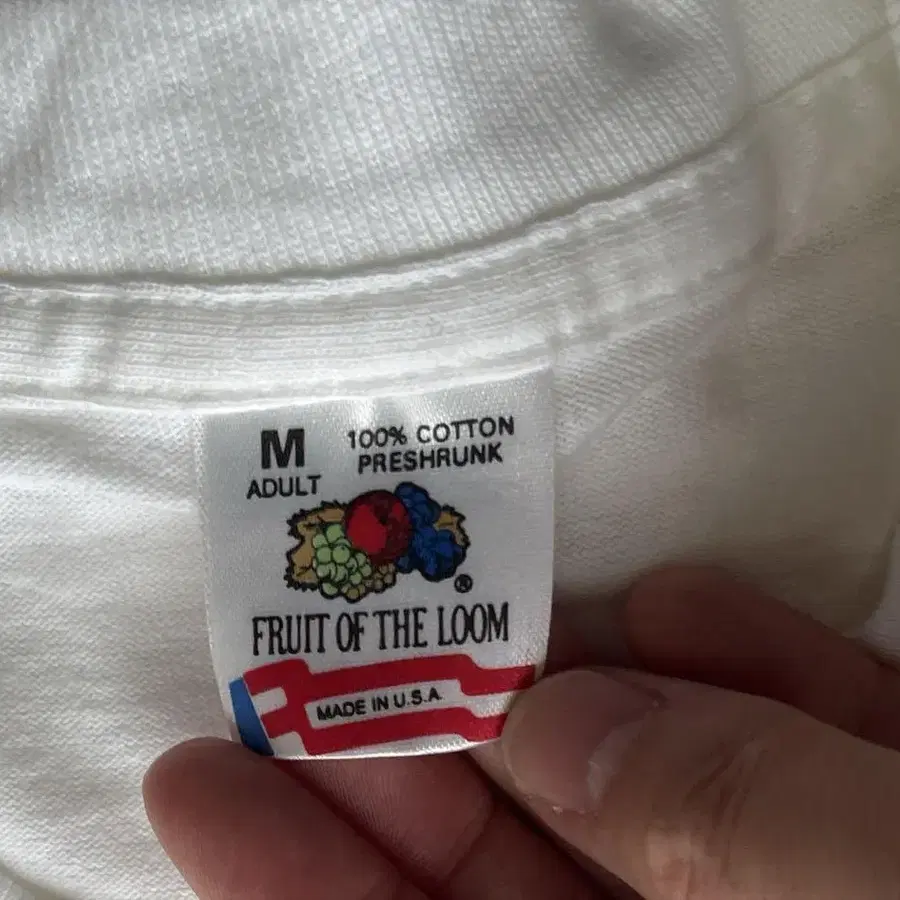 M
ADULT
100% COTTON
PRESHRUNK
®
FRUIT OF THE LOOM
MADE IN U.S.A.